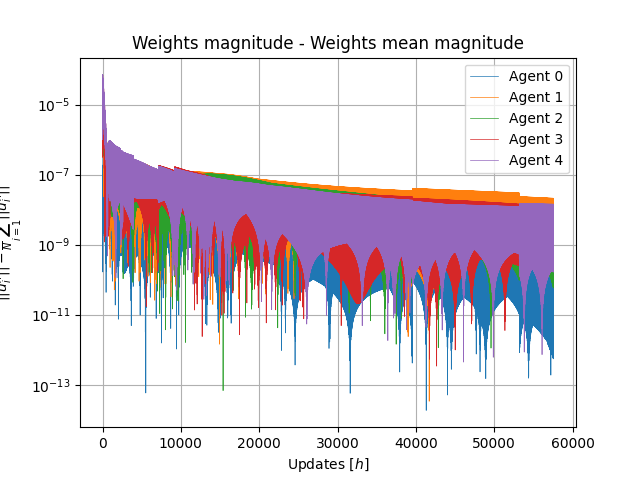 Weights magnitude - Weights mean magnitude
Agent 0
Agent 1
Agent 2
Agent 3
Agent 4
10⁻⁵
10⁻⁷
10⁻⁹
10⁻¹¹
10⁻¹³
0 10000 20000 30000 40000 50000 60000
Updates [h]